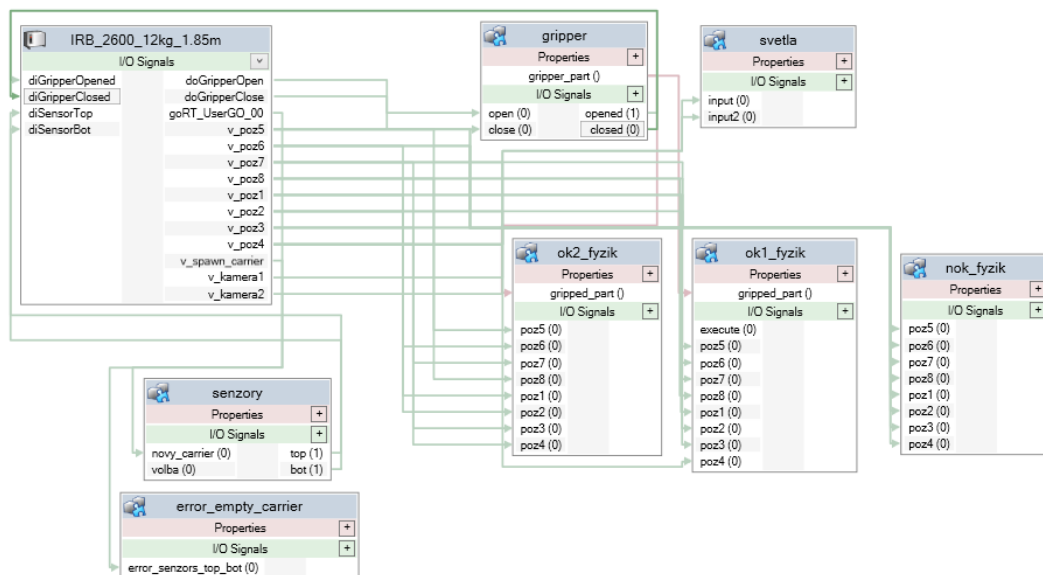 IRB_2600_12kg_1.85m
I/O Signals
diGripperOpened doGripperOpen
diGripperClosed doGripperClose
diSensorTop goRT_UserGO_00
diSensorBot v_poz5
v_poz6
v_poz7
v_poz8
v_poz1
v_poz2
v_poz3
v_poz4
v_spawn_carrier
v_kamera1
v_kamera2
gripper
Properties +
gripper_part ()
I/O Signals +
open (0) opened (1)
close (0) closed (0)
svetla
Properties +
I/O Signals +
input (0)
input2 (0)
ok2_fyzik
Properties +
gripped_part ()
I/O Signals +
poz5 (0)
poz6 (0)
poz7 (0)
poz8 (0)
poz1 (0)
poz2 (0)
poz3 (0)
poz4 (0)
ok1_fyzik
Properties +
gripped_part ()
I/O Signals +
execute (0)
poz5 (0)
poz6 (0)
poz7 (0)
poz8 (0)
poz1 (0)
poz2 (0)
poz3 (0)
poz4 (0)
nok_fyzik
Properties +
I/O Signals +
poz5 (0)
poz6 (0)
poz7 (0)
poz8 (0)
poz1 (0)
poz2 (0)
poz3 (0)
poz4 (0)
senzory
Properties +
I/O Signals +
novy_carrier (0) top (1)
volba (0) bot (1)
error_empty_carrier
Properties +
I/O Signals +
error_senzors_top_bot (0)